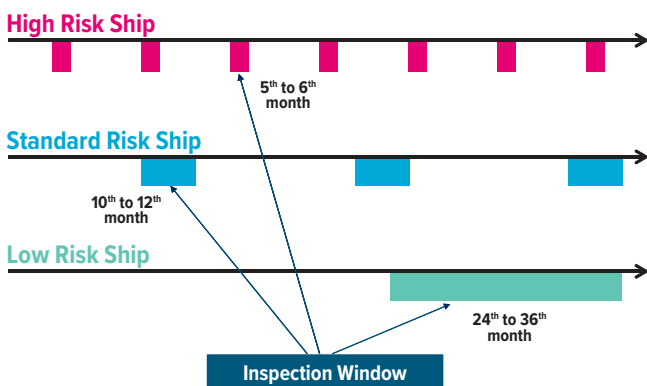 High Risk Ship
5th to 6th
month
Standard Risk Ship
10th to 12th
month
Low Risk Ship
24th to 36th
month
Inspection Window